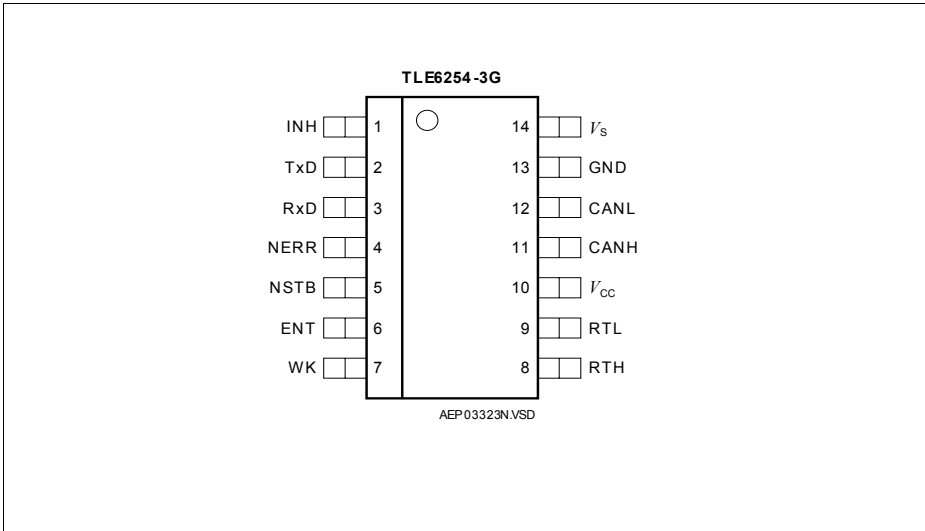 TLE6254-3G
INH 1 14 VS
TxD 2 13 GND
RxD 3 12 CANL
NERR 4 11 CANH
NSTB 5 10 VCC
ENT 6 9 RTL
WK 7 8 RTH
AEP03323N.VSD